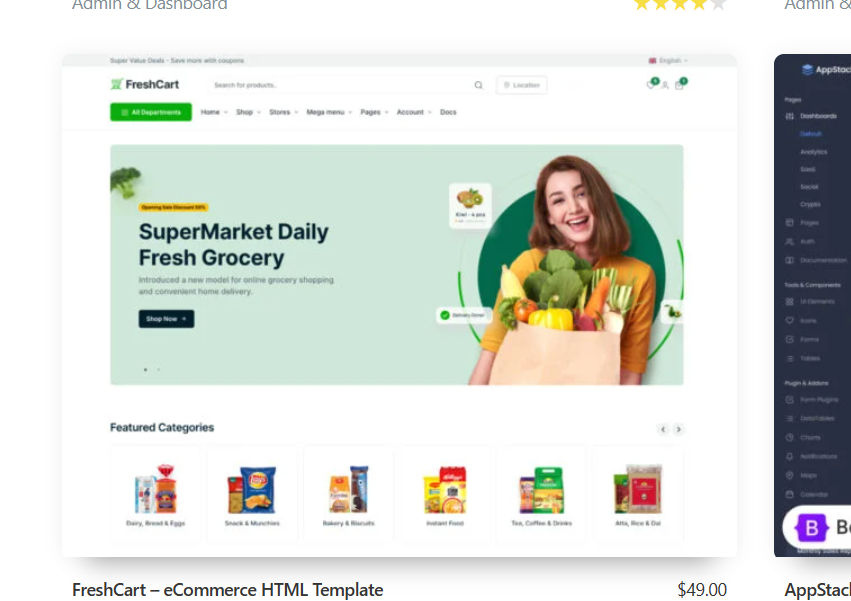 Admin & Dashboard
Admin &
Super Value Deals - Save more with coupons
English
FreshCart
Search for products..
Location
All Departments
Home
Shop
Stores
Mega menu
Pages
Account
Docs
Opening Sale Discount 50%
SuperMarket Daily
Fresh Grocery
Introduced a new model for online grocery shopping
and convenient home delivery.
Shop Now
Kiwi - 4 pcs
Featured Categories
Dairy, Bread & Eggs
Snack & Munchies
Bakery & Biscuits
Instant Food
Tea, Coffee & Drinks
Atta, Rice & Dal
FreshCart – eCommerce HTML Template
$49.00
AppStac
Pages
Dashboards
Default
Analytics
SaaS
Social
Crypto
Pages
Auth
Documentation
Tools & Components
UI Elements
Icons
Forms
Tables
Plugin & Addons
Form Plugins
DataTables
Charts
Notifications
Maps
Calendar
B
Monthly Sales
AppStac